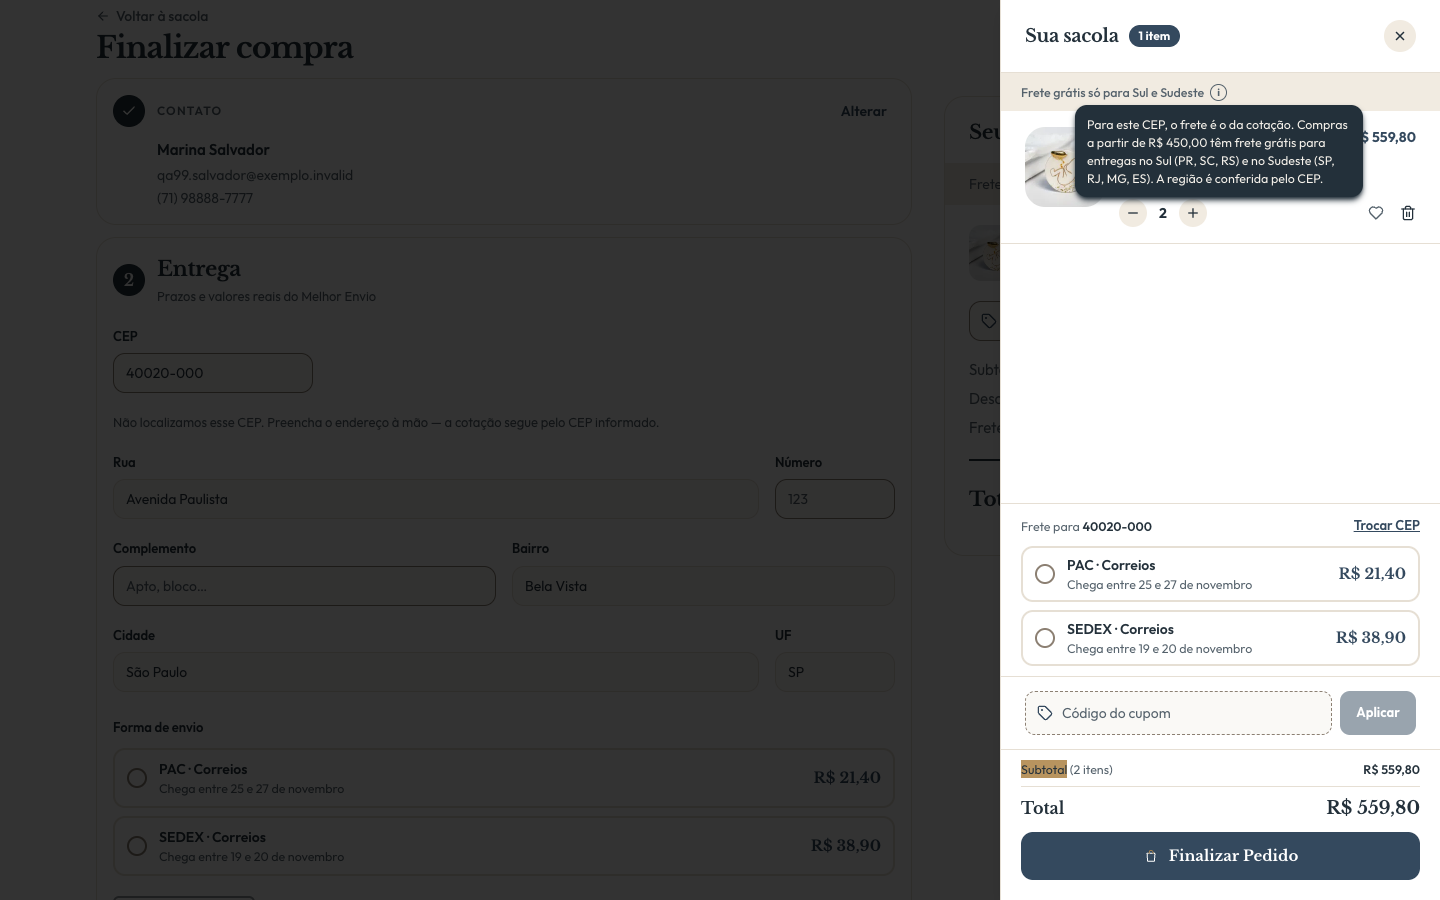 ← Voltar à sacola
Finalizar compra
CONTATO
Alterar
Marina Salvador
qa99.salvador@exemplo.invalid
(71) 98888-7777
2
Entrega
Prazos e valores reais do Melhor Envio
CEP
40020-000
Não localizamos esse CEP. Preencha o endereço à mão — a cotação segue pelo CEP informado.
Rua
Número
Avenida Paulista
123
Complemento
Bairro
Apto, bloco...
Bela Vista
Cidade
UF
São Paulo
SP
Forma de envio
PAC · Correios
Chega entre 25 e 27 de novembro
R$ 21,40
SEDEX · Correios
Chega entre 19 e 20 de novembro
R$ 38,90
Sua sacola
1 item
Frete grátis só para Sul e Sudeste
Para este CEP, o frete é o da cotação. Compras
a partir de R$ 450,00 têm frete grátis para
entregas no Sul (PR, SC, RS) e no Sudeste (SP,
RJ, MG, ES). A região é conferida pelo CEP.
559,80
2
Frete para 40020-000
Trocar CEP
PAC · Correios
Chega entre 25 e 27 de novembro
R$ 21,40
SEDEX · Correios
Chega entre 19 e 20 de novembro
R$ 38,90
Código do cupom
Aplicar
Subtotal (2 itens)
R$ 559,80
Total
R$ 559,80
Finalizar Pedido